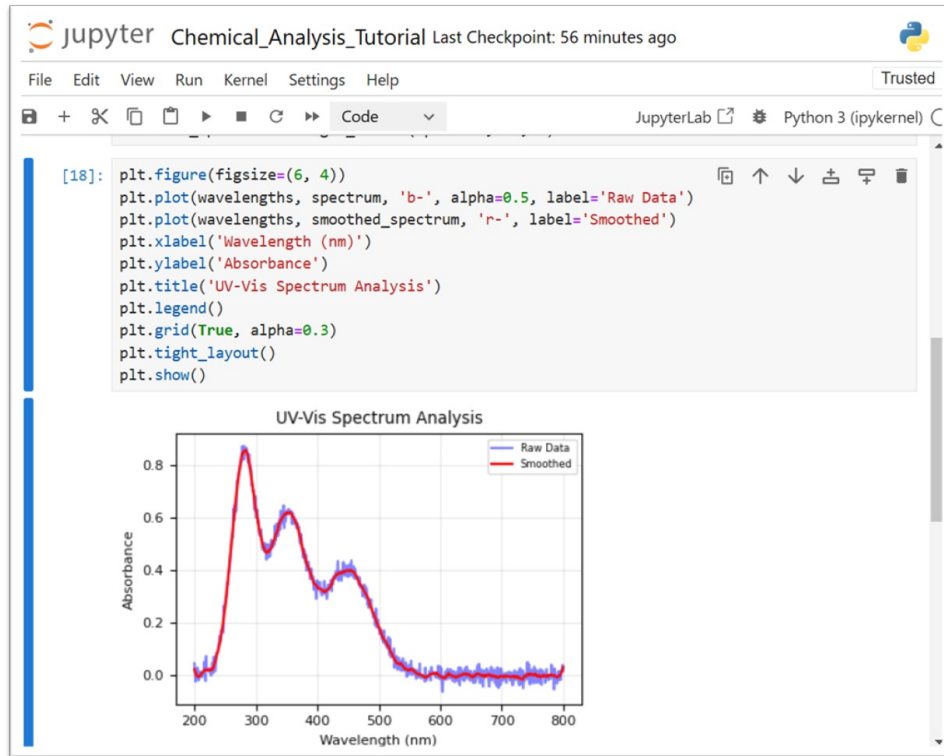 jupyter Chemical_Analysis_Tutorial Last Checkpoint: 56 minutes ago
File Edit View Run Kernel Settings Help Trusted
Code JupyterLab Python 3 (ipykernel)
[18]: plt.figure(figsize=(6, 4))
plt.plot(wavelengths, spectrum, 'b-', alpha=0.5, label='Raw Data')
plt.plot(wavelengths, smoothed_spectrum, 'r-', label='Smoothed')
plt.xlabel('Wavelength (nm)')
plt.ylabel('Absorbance')
plt.title('UV-Vis Spectrum Analysis')
plt.legend()
plt.grid(True, alpha=0.3)
plt.tight_layout()
plt.show()
UV-Vis Spectrum Analysis
Raw Data
Smoothed
Absorbance
0.8
0.6
0.4
0.2
0.0
200 300 400 500 600 700 800
Wavelength (nm)